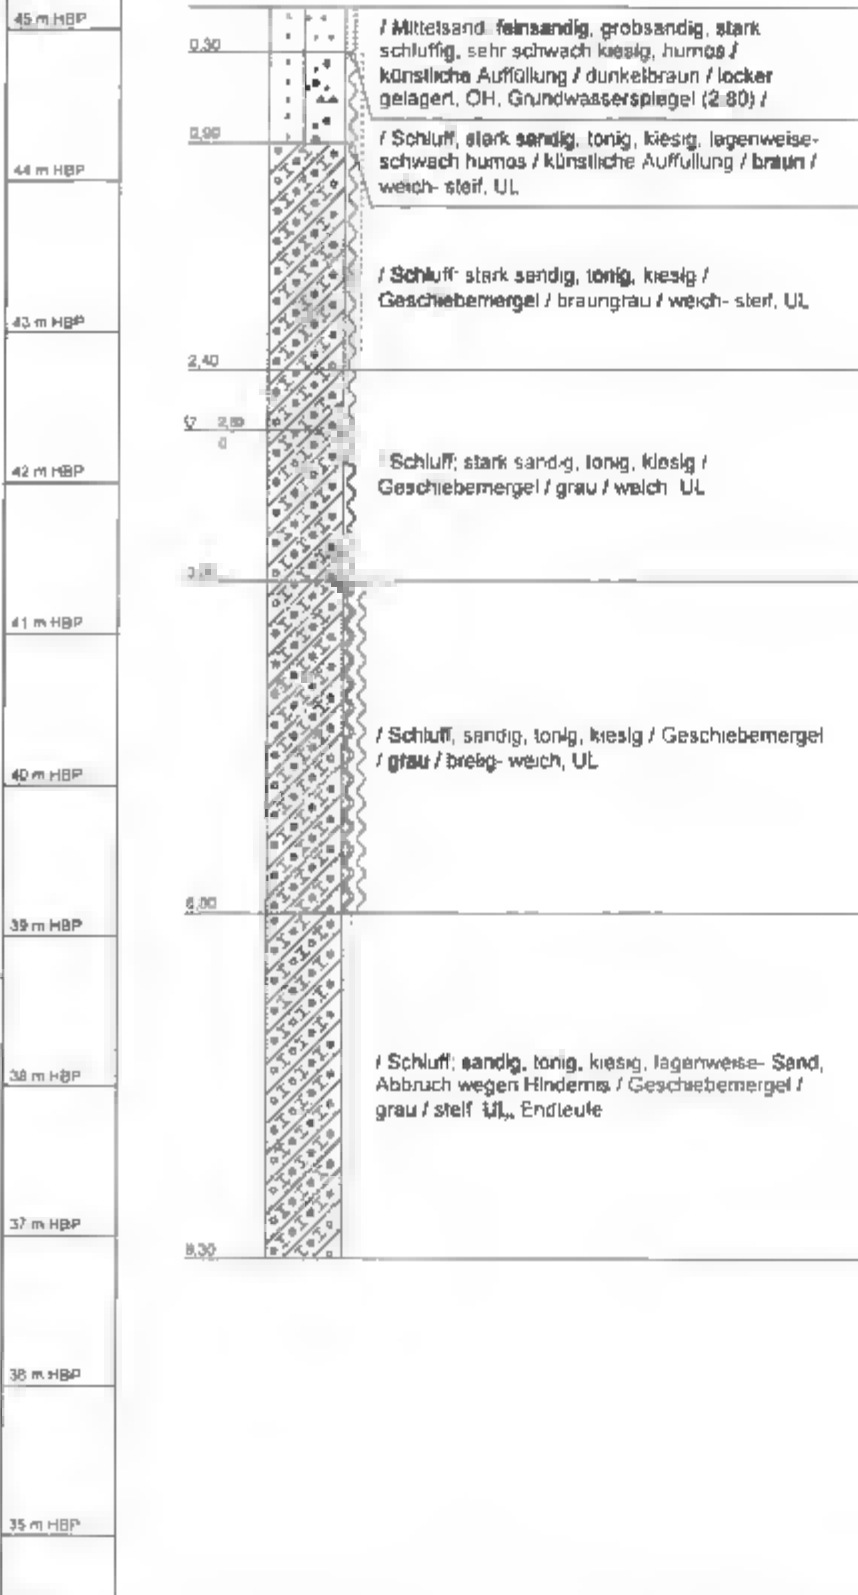 45 m HBP
/ Mittelsand, feinsandig, grobsandig, stark
schluffig, sehr schwach kiesig, humos /
künstliche Auffüllung / dunkelbraun / locker
gelagert, OH, Grundwasserspiegel (2.80) /
0,30
0,90
/ Schluff, stark sandig, tonig, kiesig, lagenweise-
schwach humos / künstliche Auffüllung / braun /
weich- steif, UL
44 m HBP
/ Schluff, stark sandig, tonig, kiesig /
Geschiebemergel / braungrau / weich- steif, UL
43 m HBP
2,40
2,80
0
Schluff, stark sandig, tonig, kiesig /
Geschiebemergel / grau / weich UL
42 m HBP
41 m HBP
/ Schluff, sandig, tonig, kiesig / Geschiebemergel
/ grau / breiig- weich, UL
40 m HBP
6,00
39 m HBP
/ Schluff, sandig, tonig, kiesig, lagenweise- Sand,
Abbruch wegen Hindernis / Geschiebemergel /
grau / steif UL, Endteufe
38 m HBP
37 m HBP
8,30
36 m HBP
35 m HBP